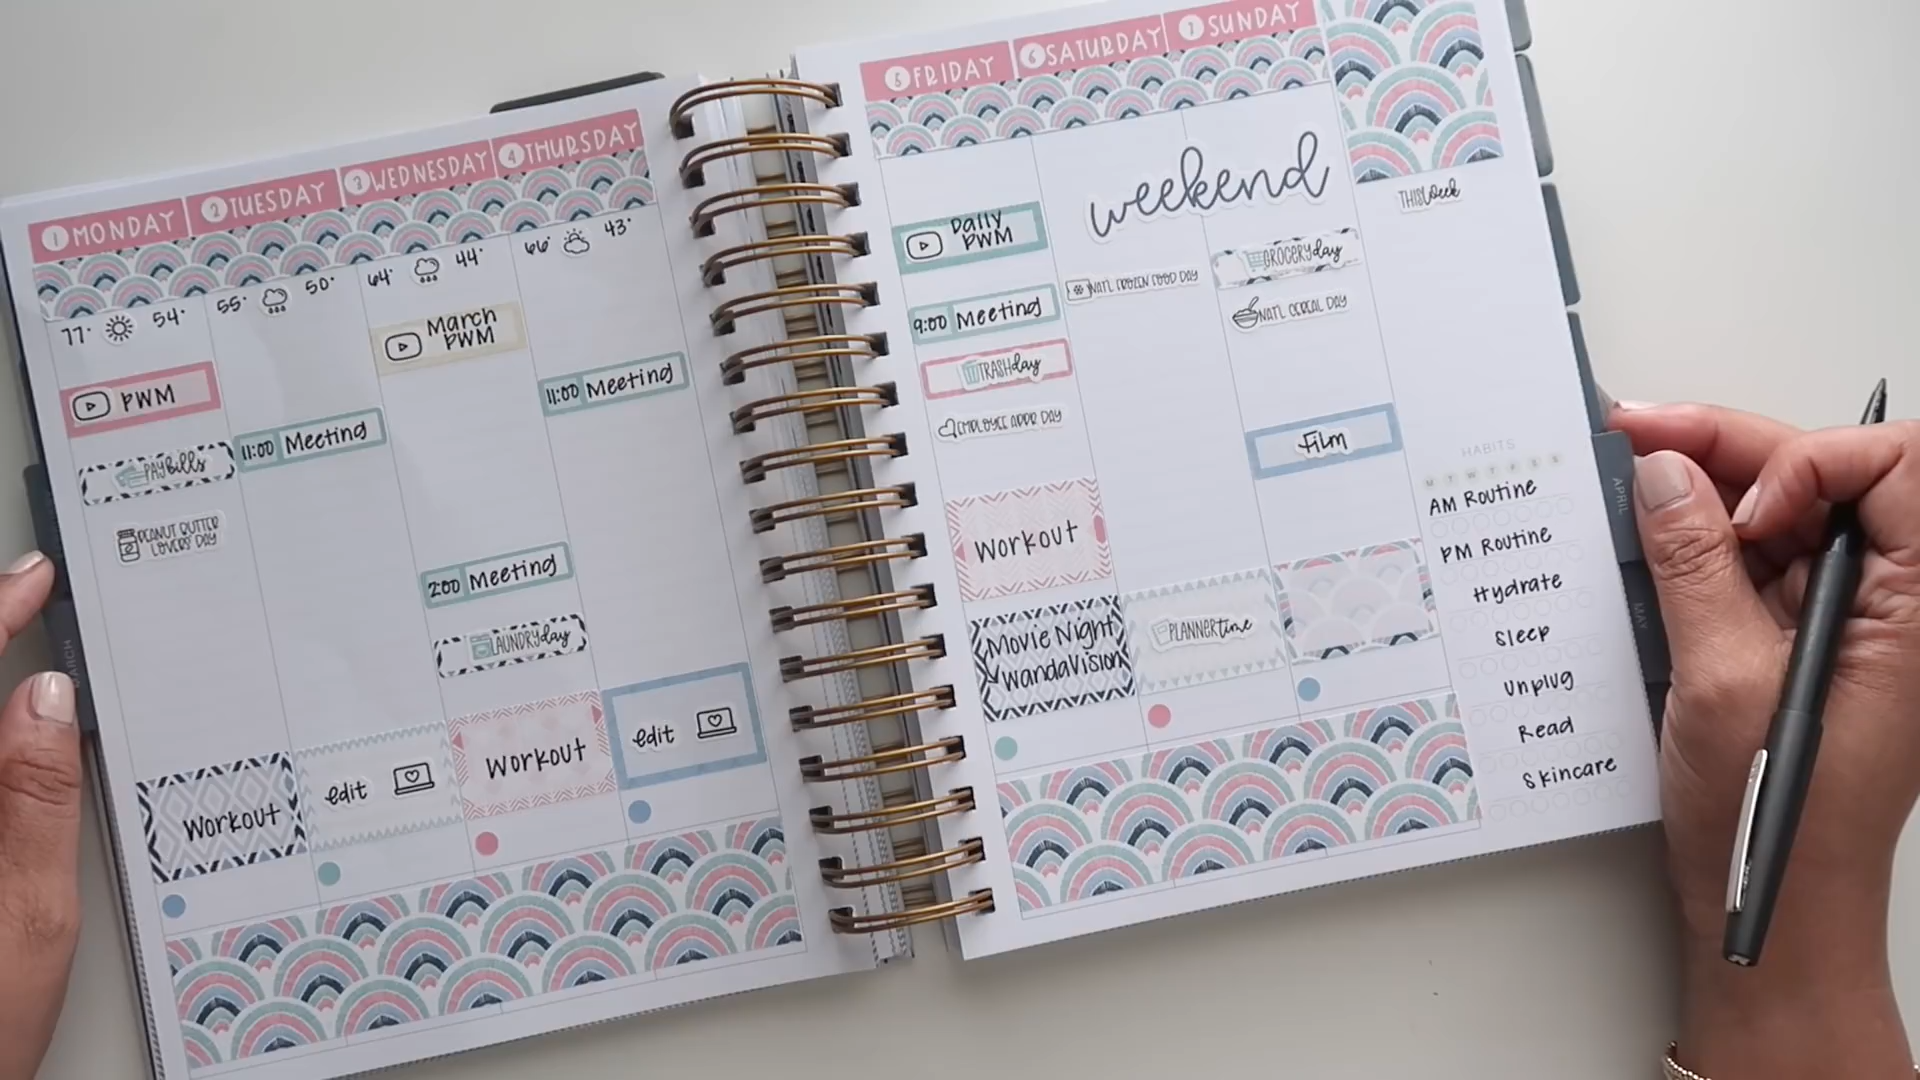 1 MONDAY
77° 54°
PWM
PAY Bills
PEANUT BUTTER
LOVERS' DAY
Workout
2 TUESDAY
55° 50°
11:00 Meeting
edit
3 WEDNESDAY
64° 44°
March
PWM
2:00 Meeting
LAUNDRY day
Workout
4 THURSDAY
66° 43°
11:00 Meeting
edit
5 FRIDAY
Daily
PWM
9:00 Meeting
TRASH day
EMPLOYEE APPR DAY
Workout
Movie Night
WandaVision
6 SATURDAY
weekend
NAT'L FROZEN FOOD DAY
PLANNER time
7 SUNDAY
GROCERY day
NAT'L CEREAL DAY
Film
THIS Week
HABITS
M T W T F S S
AM Routine
PM Routine
Hydrate
Sleep
Unplug
Read
Skincare
MARCH
APRIL
MAY